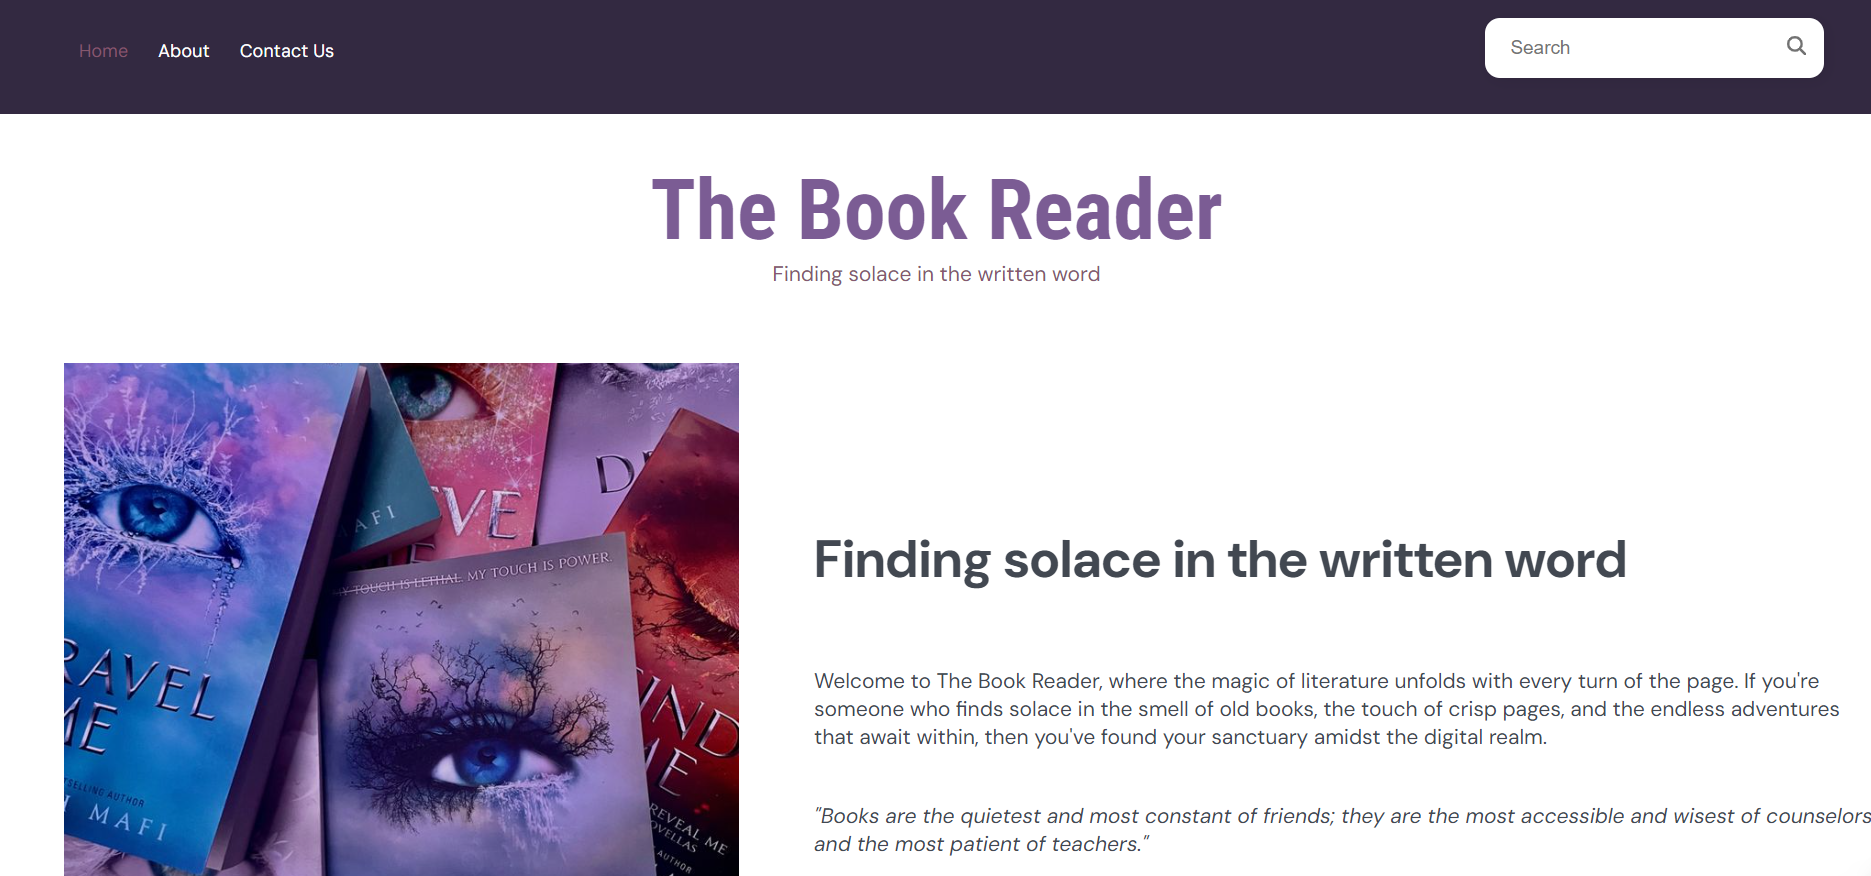 Home About Contact Us
Search
The Book Reader
Finding solace in the written word
MAFI
VE
D
MY TOUCH IS LETHAL. MY TOUCH IS POWER.
RAVEL
ME
SELLING AUTHOR
MAFI
FIND
ME
REVEAL ME
NOVELLAS
AUTHOR
Finding solace in the written word
Welcome to The Book Reader, where the magic of literature unfolds with every turn of the page. If you're
someone who finds solace in the smell of old books, the touch of crisp pages, and the endless adventures
that await within, then you've found your sanctuary amidst the digital realm.
"Books are the quietest and most constant of friends; they are the most accessible and wisest of counselors
and the most patient of teachers."